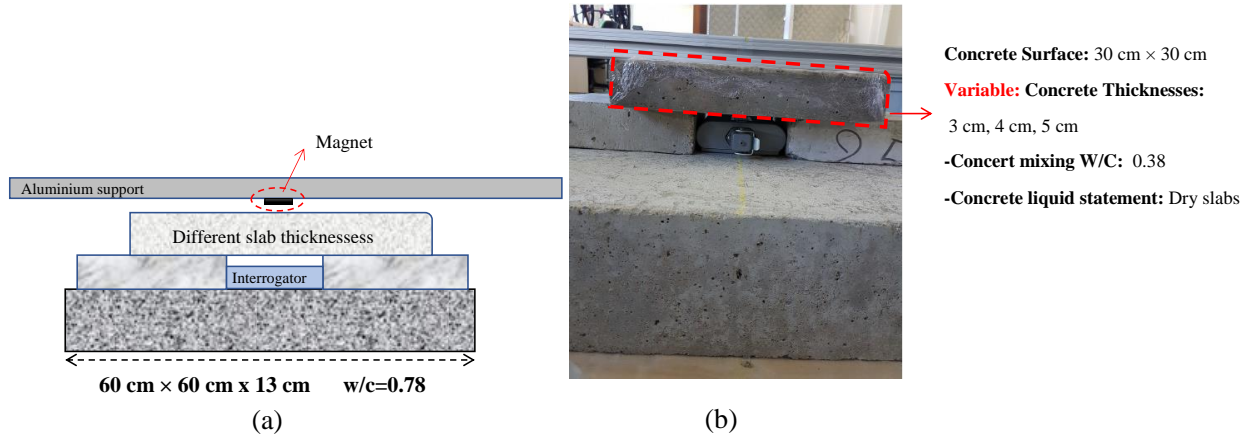 Magnet
Aluminium support
Different slab thicknessess
Interrogator
60 cm × 60 cm x 13 cm w/c=0.78
(a)
(b)
Concrete Surface: 30 cm × 30 cm
Variable: Concrete Thicknesses:
3 cm, 4 cm, 5 cm
-Concert mixing W/C: 0.38
-Concrete liquid statement: Dry slabs